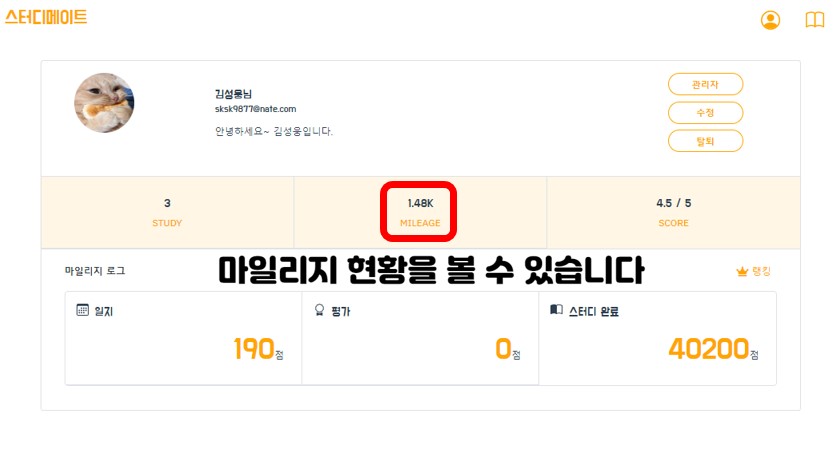 스터디메이트
관리자
김성웅님
sksk9877@nate.com
수정
안녕하세요~ 김성웅입니다.
탈퇴
3
STUDY
1.48K
MILEAGE
4.5 / 5
SCORE
마일리지 로그
마일리지 현황을 볼 수 있습니다
랭킹
일지
190점
평가
0점
스터디 완료
40200점